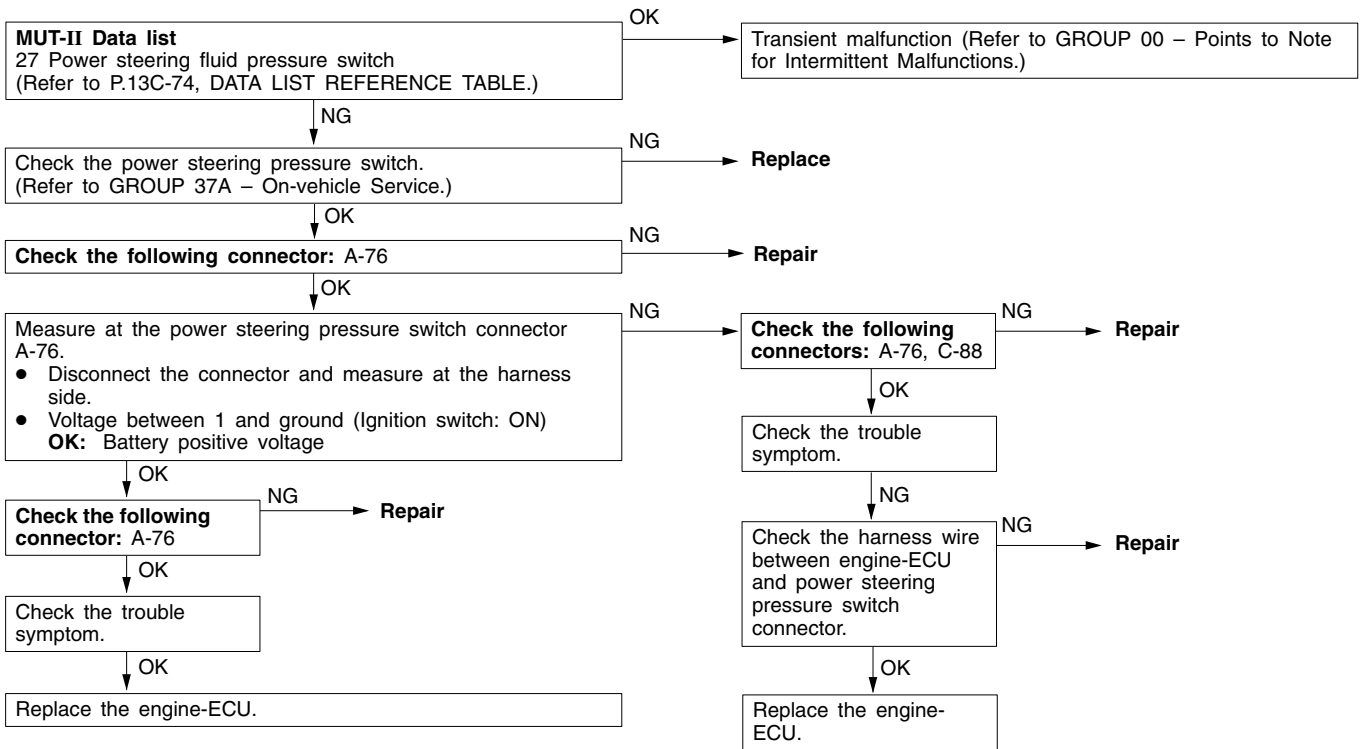 MUT-II Data list
27 Power steering fluid pressure switch
(Refer to P.13C-74, DATA LIST REFERENCE TABLE.)
OK
Transient malfunction (Refer to GROUP 00 – Points to Note
for Intermittent Malfunctions.)
NG
Check the power steering pressure switch.
(Refer to GROUP 37A – On-vehicle Service.)
NG
Replace
OK
Check the following connector: A-76
NG
Repair
OK
Measure at the power steering pressure switch connector
A-76.
● Disconnect the connector and measure at the harness
side.
● Voltage between 1 and ground (Ignition switch: ON)
OK: Battery positive voltage
NG
Check the following
connectors: A-76, C-88
NG
Repair
OK
Check the trouble
symptom.
NG
Check the harness wire
between engine-ECU
and power steering
pressure switch
connector.
NG
Repair
OK
Replace the engine-
ECU.
OK
Check the following
connector: A-76
NG
Repair
OK
Check the trouble
symptom.
OK
Replace the engine-ECU.